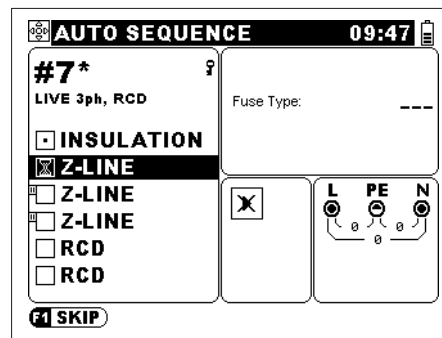 AUTO SEQUENCE 09:47
#7*
LIVE 3ph, RCD
INSULATION
Z-LINE
Z-LINE
Z-LINE
RCD
RCD
Fuse Type: ---
L PE N
0 0
0
F1 SKIP